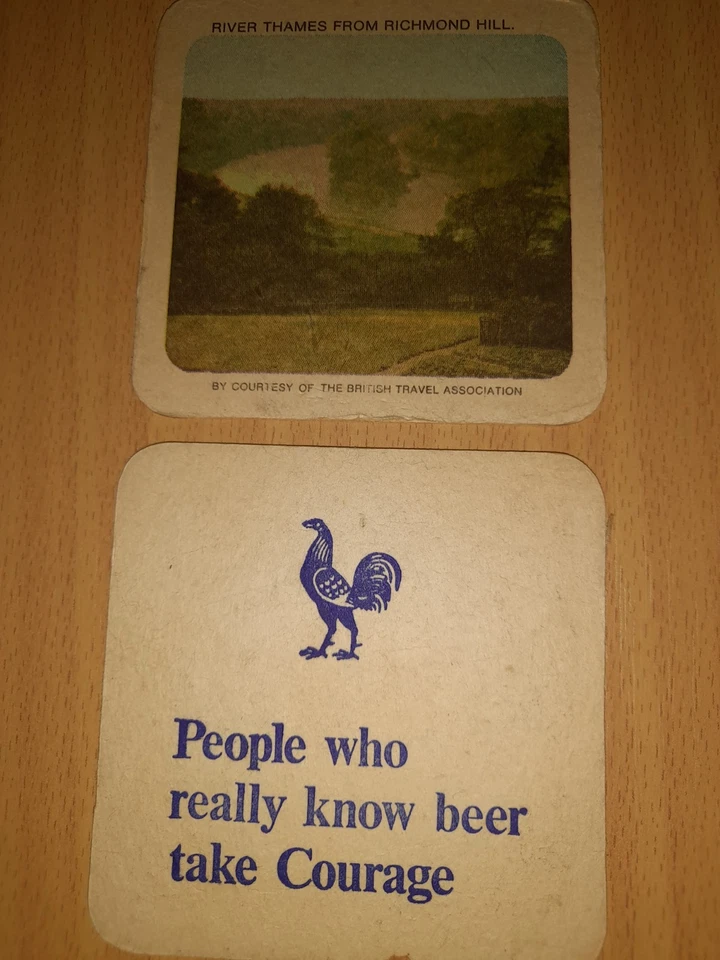 RIVER THAMES FROM RICHMOND HILL.
BY COURTESY OF THE BRITISH TRAVEL ASSOCIATION
People who
really know beer
take Courage